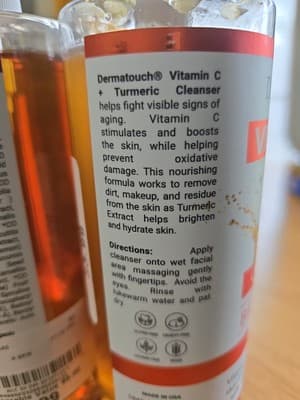 Dermatouch® Vitamin C
+ Turmeric Cleanser
helps fight visible signs of
aging. Vitamin C
stimulates and boosts
the skin, while helping
prevent oxidative
damage. This nourishing
formula works to remove
dirt, makeup, and residue
from the skin as Turmeric
Extract helps brighten
and hydrate skin.
Directions: Apply
cleanser onto wet facial
area massaging gently
with fingertips. Avoid the
eyes. Rinse with
lukewarm water and pat
dry.
MADE IN USA